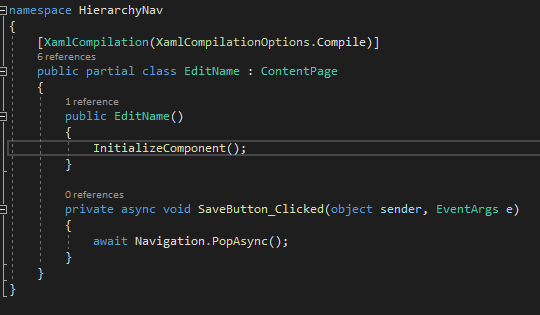 namespace HierarchyNav
{
[XamlCompilation(XamlCompilationOptions.Compile)]
6 references
public partial class EditName : ContentPage
{
1 reference
public EditName()
{
InitializeComponent();
}
0 references
private async void SaveButton_Clicked(object sender, EventArgs e)
{
await Navigation.PopAsync();
}
}
}